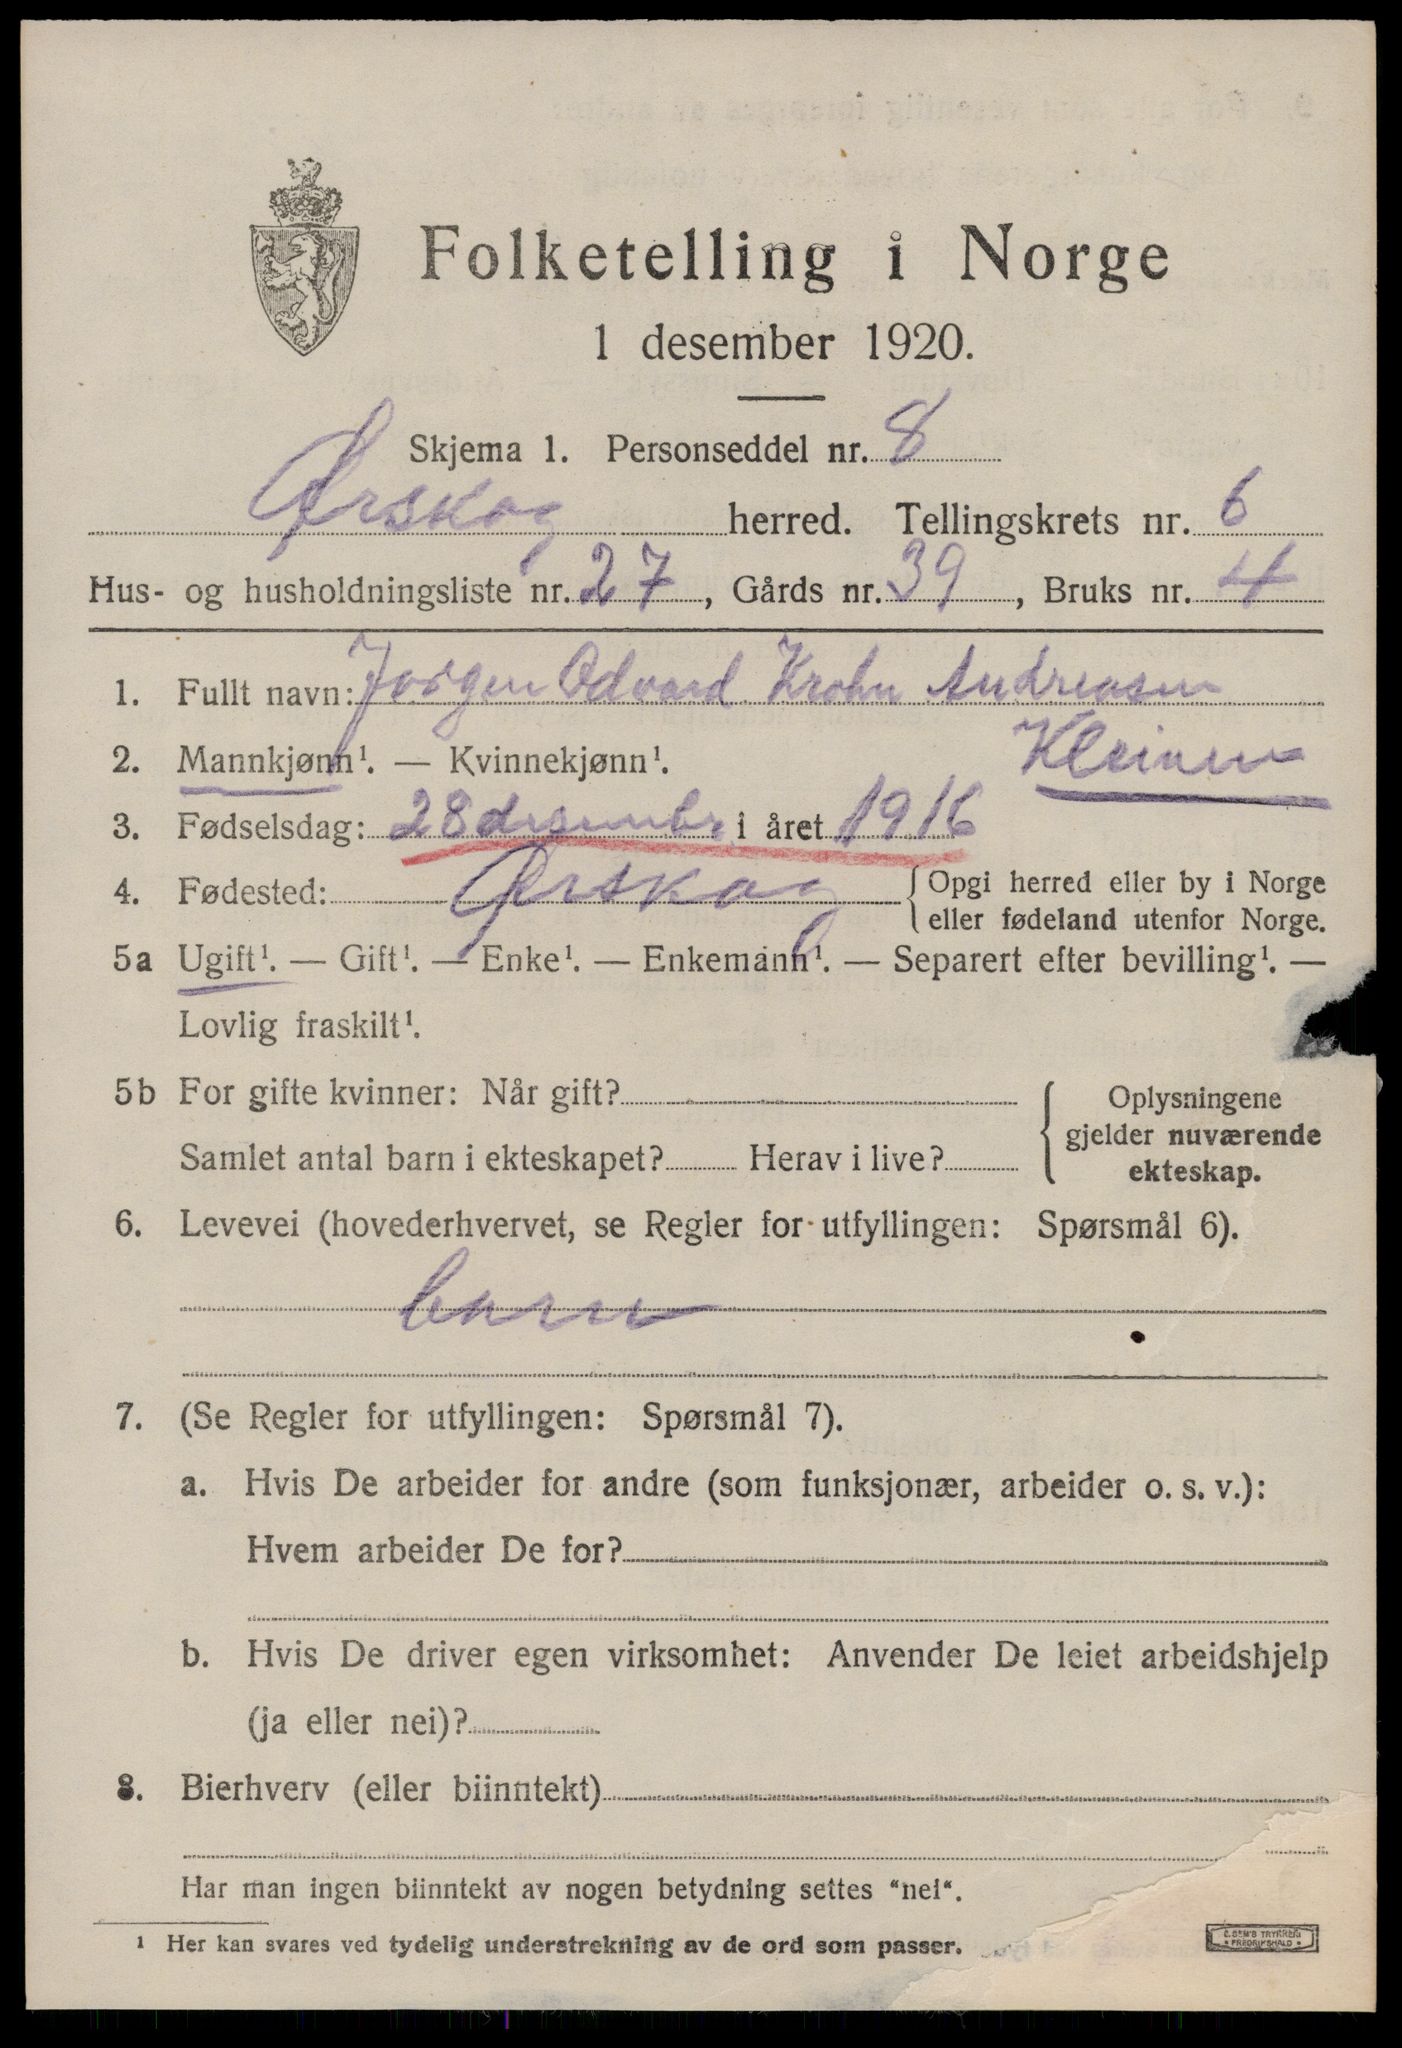 Folketelling i Norge
1 desember 1920.
Skjema 1. Personseddel nr. 8
Ørskog herred. Tellingskrets nr. 6
Hus- og husholdningsliste nr. 27, Gårds nr. 39, Bruks nr. 4
1. Fullt navn: Jørgen Odvard Krohn Andreasen
Kleiven
2. Mannkjønn¹. — Kvinnekjønn¹.
3. Fødselsdag: 28 desember i året 1916
4. Fødested: Ørskog { Opgi herred eller by i Norge
eller fødeland utenfor Norge.
5a Ugift¹. — Gift¹. — Enke¹. — Enkemann¹. — Separert efter bevilling¹. —
Lovlig fraskilt¹.
5b For gifte kvinner: Når gift?
Samlet antal barn i ekteskapet? Herav i live?
{ Oplysningene
gjelder nuværende
ekteskap.
6. Levevei (hovederhvervet, se Regler for utfyllingen: Spørsmål 6).
barn
7. (Se Regler for utfyllingen: Spørsmål 7).
a. Hvis De arbeider for andre (som funksjonær, arbeider o. s. v.):
Hvem arbeider De for?
b. Hvis De driver egen virksomhet: Anvender De leiet arbeidshjelp
(ja eller nei)?
8. Bierhverv (eller biinntekt)
Har man ingen biinntekt av nogen betydning settes "nei".
¹ Her kan svares ved tydelig understrekning av de ord som passer.
FREDRIKSHALD